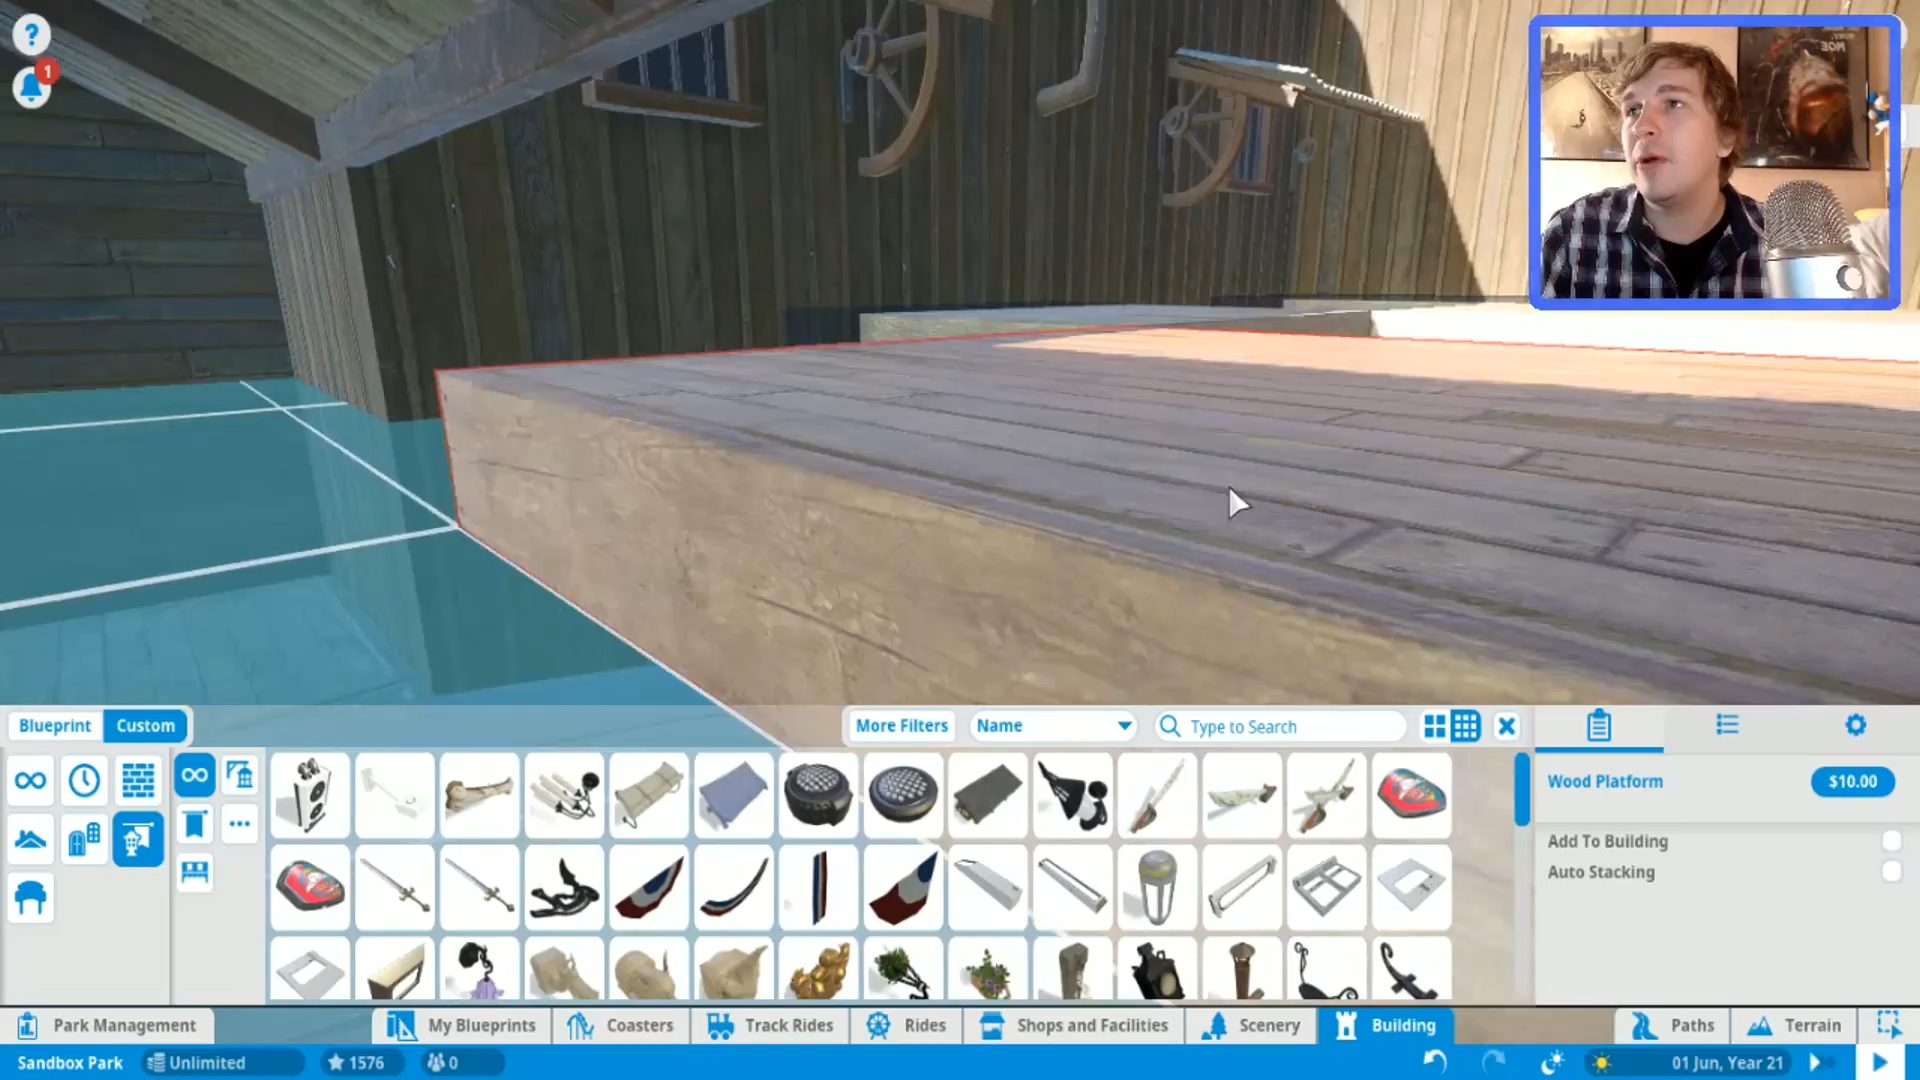 ?
1
MOE
Blueprint
Custom
More Filters
Name
Type to Search
Wood Platform
$10.00
Add To Building
Auto Stacking
Park Management
My Blueprints
Coasters
Track Rides
Rides
Shops and Facilities
Scenery
Building
Paths
Terrain
Sandbox Park
Unlimited
1576
0
01 Jun, Year 21